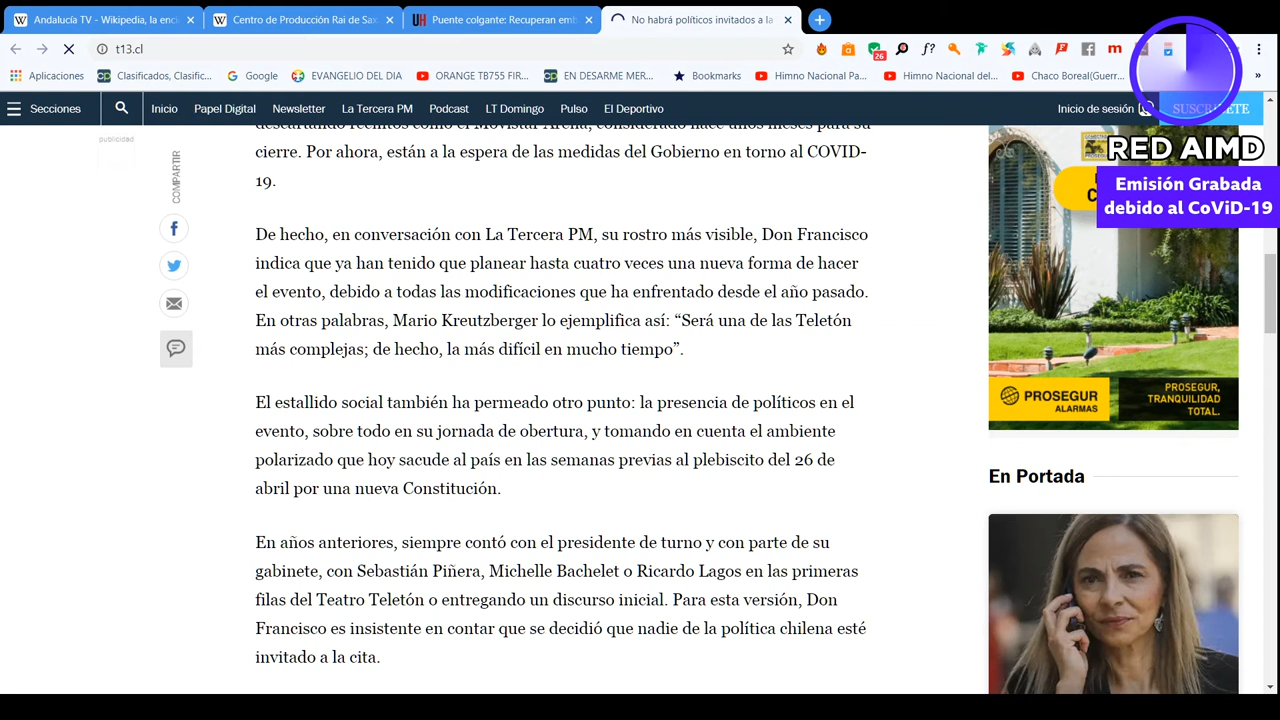 Andalucía TV - Wikipedia, la enci
Centro de Producción Rai de Sax
UH Puente colgante: Recuperan emb
No habrá políticos invitados a la
t13.cl
26
f?
m
Aplicaciones
Clasificados, Clasific...
Google
EVANGELIO DEL DIA
ORANGE TB755 FIR...
EN DESARME MER...
Bookmarks
Himno Nacional Pa...
Himno Nacional del...
Chaco Boreal(Guerr...
»
Secciones
Inicio
Papel Digital
Newsletter
La Tercera PM
Podcast
LT Domingo
Pulso
El Deportivo
Inicio de sesión
SUSCRÍBETE
publicidad
COMPARTIR
descartando recintos como el Movistar Arena, considerado hace unos meses para su
cierre. Por ahora, están a la espera de las medidas del Gobierno en torno al COVID-
19.
De hecho, en conversación con La Tercera PM, su rostro más visible, Don Francisco
indica que ya han tenido que planear hasta cuatro veces una nueva forma de hacer
el evento, debido a todas las modificaciones que ha enfrentado desde el año pasado.
En otras palabras, Mario Kreutzberger lo ejemplifica así: “Será una de las Teletón
más complejas; de hecho, la más difícil en mucho tiempo”.
El estallido social también ha permeado otro punto: la presencia de políticos en el
evento, sobre todo en su jornada de obertura, y tomando en cuenta el ambiente
polarizado que hoy sacude al país en las semanas previas al plebiscito del 26 de
abril por una nueva Constitución.
En años anteriores, siempre contó con el presidente de turno y con parte de su
gabinete, con Sebastián Piñera, Michelle Bachelet o Ricardo Lagos en las primeras
filas del Teatro Teletón o entregando un discurso inicial. Para esta versión, Don
Francisco es insistente en contar que se decidió que nadie de la política chilena esté
invitado a la cita.
RED AIMD
Emisión Grabada
debido al CoViD-19
PROSEGUR
ALARMAS
PROSEGUR,
TRANQUILIDAD
TOTAL.
En Portada